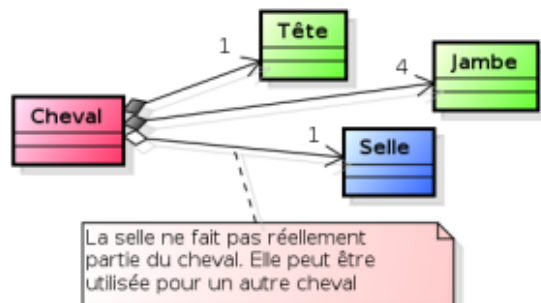 Tête
1
4
Jambe
Cheval
1
Selle
La selle ne fait pas réellement
partie du cheval. Elle peut être
utilisée pour un autre cheval